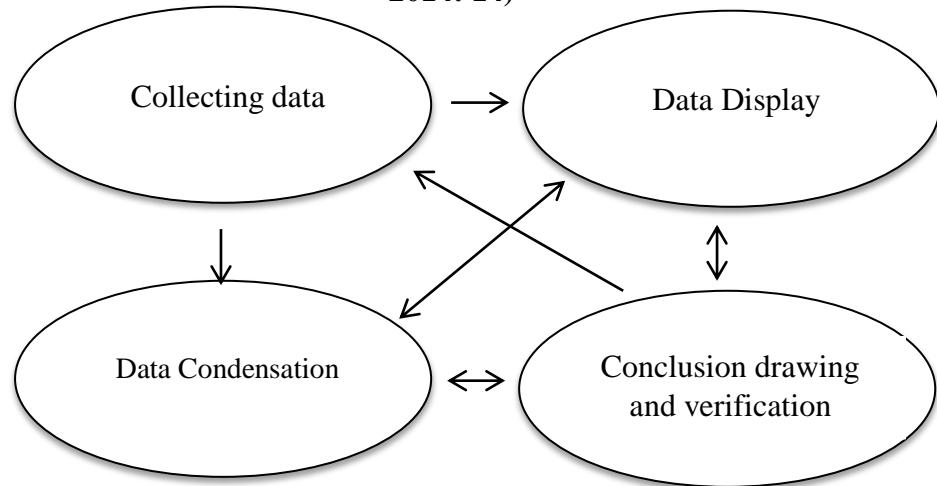 Collecting data
Data Display
Data Condensation
Conclusion drawing
and verification